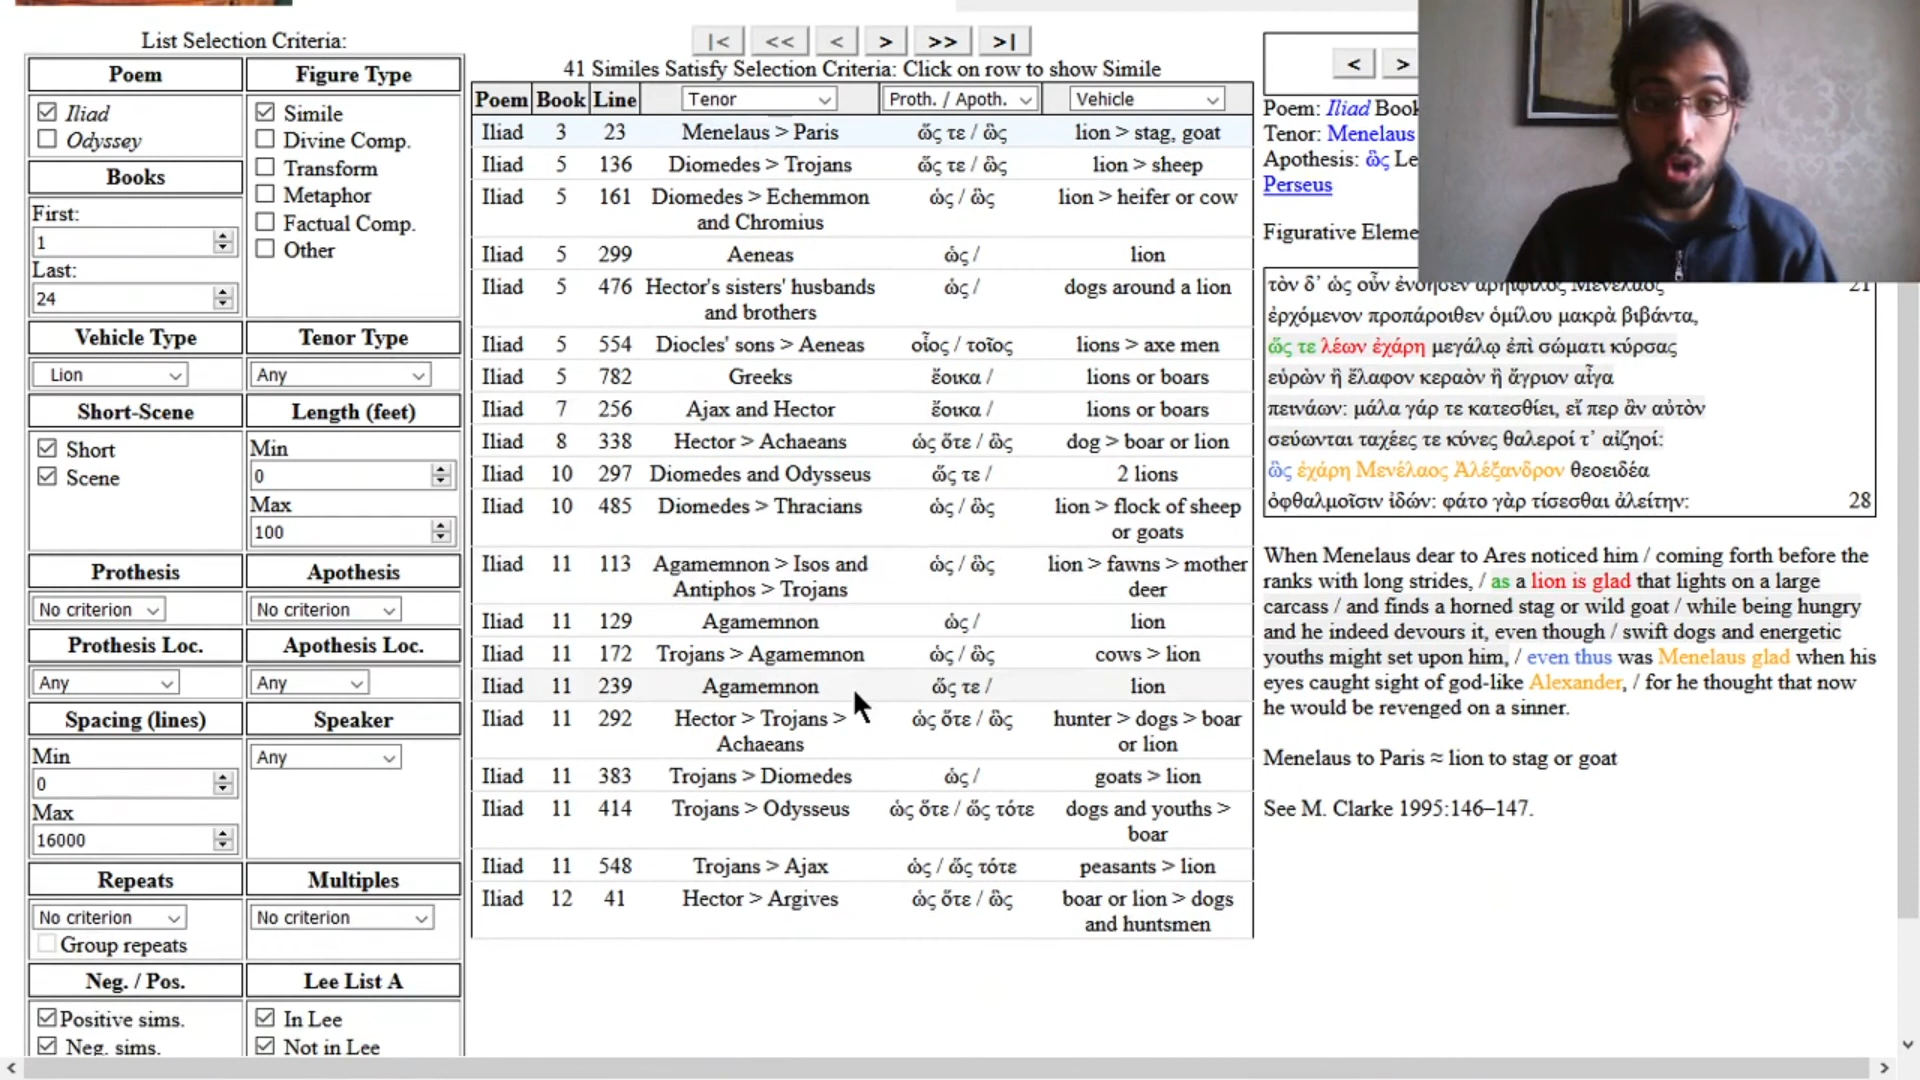 List Selection Criteria:
Poem
Iliad
Odyssey
Books
First:
1
Last:
24
Figure Type
Simile
Divine Comp.
Transform
Metaphor
Factual Comp.
Other
Vehicle Type
Lion
Tenor Type
Any
Short-Scene
Short
Scene
Length (feet)
Min
0
Max
100
Prothesis
No criterion
Apothesis
No criterion
Prothesis Loc.
Any
Apothesis Loc.
Any
Spacing (lines)
Min
0
Max
16000
Speaker
Any
Repeats
No criterion
Group repeats
Multiples
No criterion
Neg. / Pos.
Positive sims.
Neg. sims.
Lee List A
In Lee
Not in Lee
|< << < > >> >|
41 Similes Satisfy Selection Criteria: Click on row to show Simile
Poem Book Line Tenor Proth. / Apoth. Vehicle
Iliad 3 23 Menelaus > Paris ὥς τε / ὣς lion > stag, goat
Iliad 5 136 Diomedes > Trojans ὥς τε / ὣς lion > sheep
Iliad 5 161 Diomedes > Echemmon ὡς / ὣς lion > heifer or cow
and Chromius
Iliad 5 299 Aeneas ὡς / lion
Iliad 5 476 Hector's sisters' husbands ὡς / dogs around a lion
and brothers
Iliad 5 554 Diocles' sons > Aeneas οἷος / τοῖος lions > axe men
Iliad 5 782 Greeks ἔοικα / lions or boars
Iliad 7 256 Ajax and Hector ἔοικα / lions or boars
Iliad 8 338 Hector > Achaeans ὡς ὅτε / ὣς dog > boar or lion
Iliad 10 297 Diomedes and Odysseus ὥς τε / 2 lions
Iliad 10 485 Diomedes > Thracians ὡς / ὣς lion > flock of sheep
or goats
Iliad 11 113 Agamemnon > Isos and ὡς / ὣς lion > fawns > mother
Antiphos > Trojans deer
Iliad 11 129 Agamemnon ὡς / lion
Iliad 11 172 Trojans > Agamemnon ὡς / ὣς cows > lion
Iliad 11 239 Agamemnon ὥς τε / lion
Iliad 11 292 Hector > Trojans > ὡς ὅτε / ὣς hunter > dogs > boar
Achaeans or lion
Iliad 11 383 Trojans > Diomedes ὡς / goats > lion
Iliad 11 414 Trojans > Odysseus ὡς ὅτε / ὥς τότε dogs and youths >
boar
Iliad 11 548 Trojans > Ajax ὡς / ὥς τότε peasants > lion
Iliad 12 41 Hector > Argives ὡς ὅτε / ὣς boar or lion > dogs
and huntsmen
< >
Poem: Iliad Book
Tenor: Menelaus
Apothesis: ὣς Le
Perseus
Figurative Eleme
τὸν δ’ ὡς οὖν ἐνόησεν ἀρηΐφιλος Μενέλαος 21
ἐρχόμενον προπάροιθεν ὁμίλου μακρὰ βιβάντα,
ὥς τε λέων ἐχάρη μεγάλῳ ἐπὶ σώματι κύρσας
εὑρὼν ἢ ἔλαφον κεραὸν ἢ ἄγριον αἶγα
πεινάων: μάλα γάρ τε κατεσθίει, εἴ περ ἂν αὐτὸν
σεύωνται ταχέες τε κύνες θαλεροί τ’ αἰζηοί:
ὣς ἐχάρη Μενέλαος Ἀλέξανδρον θεοειδέα
ὀφθαλμοῖσιν ἰδών: φάτο γὰρ τίσεσθαι ἀλείτην: 28
When Menelaus dear to Ares noticed him / coming forth before the
ranks with long strides, / as a lion is glad that lights on a large
carcass / and finds a horned stag or wild goat / while being hungry
and he indeed devours it, even though / swift dogs and energetic
youths might set upon him, / even thus was Menelaus glad when his
eyes caught sight of god-like Alexander, / for he thought that now
he would be revenged on a sinner.
Menelaus to Paris ≈ lion to stag or goat
See M. Clarke 1995:146–147.